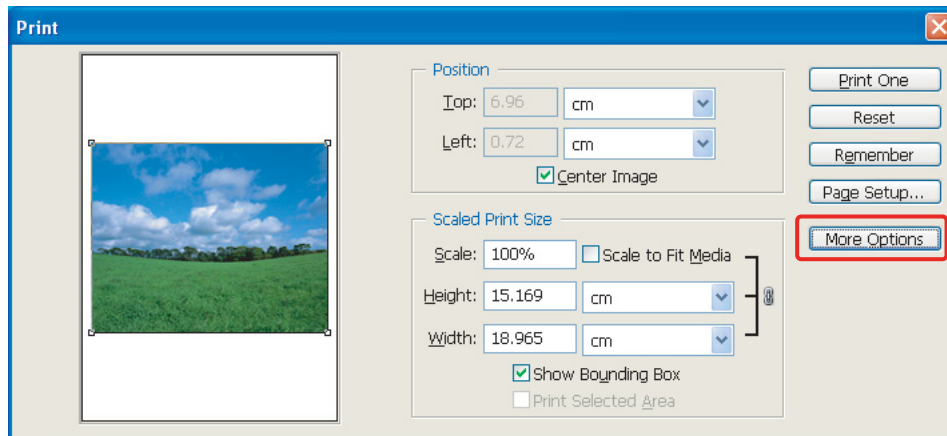 Print
Position
Top: 6.96 cm
Left: 0.72 cm
Center Image
Scaled Print Size
Scale: 100% Scale to Fit Media
Height: 15.169 cm
Width: 18.965 cm
Show Bounding Box
Print Selected Area
Print One
Reset
Remember
Page Setup...
More Options